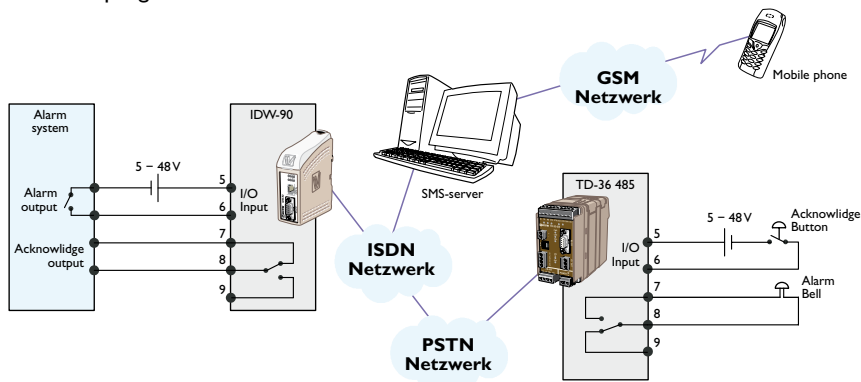 GSM
Netzwerk
Mobile phone
Alarm
system
IDW-90
5 – 48 V
5
I/O
Input
Alarm
output
6
7
Acknowlidge
output
8
9
SMS-server
ISDN
Netzwerk
PSTN
Netzwerk
TD-36 485
5
I/O
Input
6
5 – 48 V
Acknowlidge
Button
7
Alarm
Bell
8
9